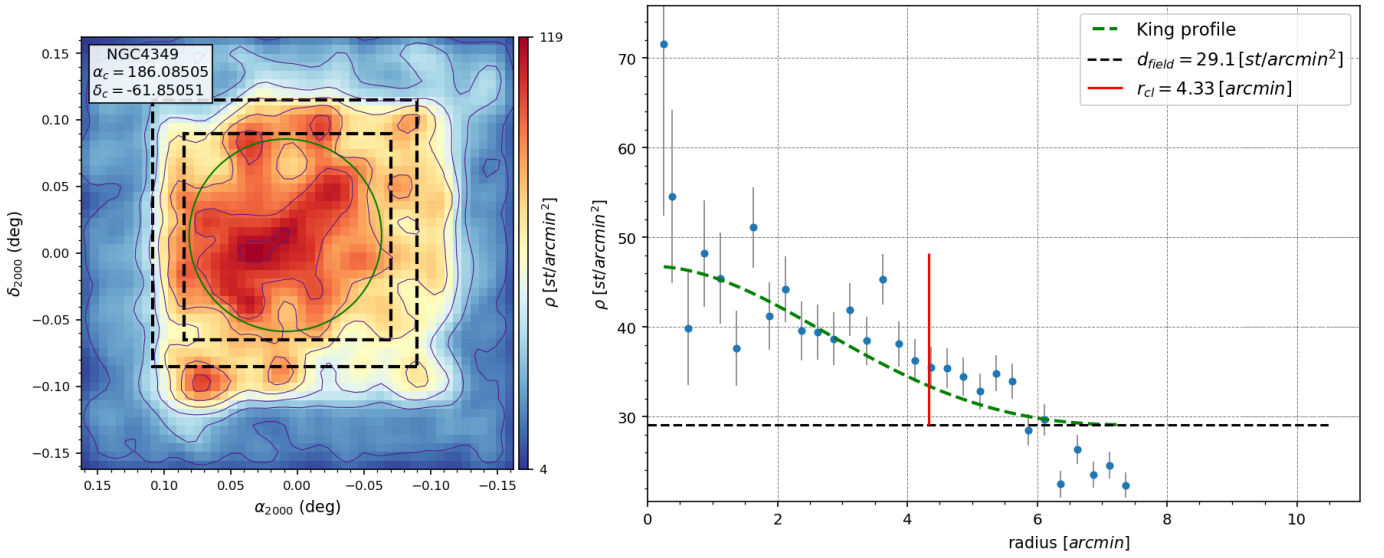 NGC4349
α_c = 186.08505
δ_c = -61.85051
0.15
0.10
0.05
0.00
−0.05
−0.10
−0.15
δ_2000 (deg)
0.15
0.10
0.05
0.00
−0.05
−0.10
−0.15
α_2000 (deg)
119
ρ [st/arcmin²]
4
King profile
d_field = 29.1 [st/arcmin²]
r_cl = 4.33 [arcmin]
70
60
50
40
30
ρ [st/arcmin²]
0
2
4
6
8
10
radius [arcmin]